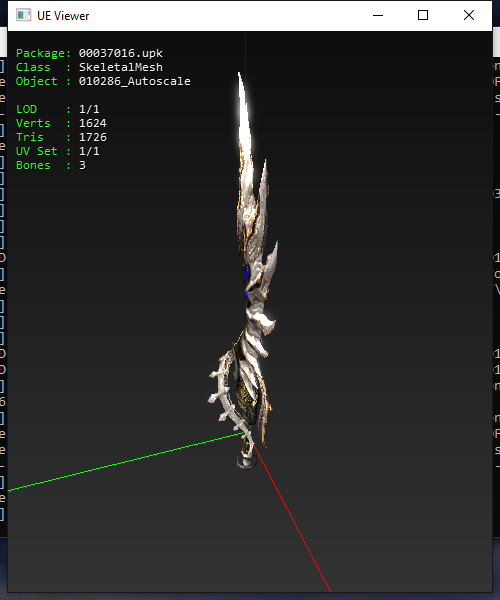 UE Viewer
Package: 00037016.upk
Class  : SkeletalMesh
Object : 010286_Autoscale
LOD    : 1/1
Verts  : 1624
Tris   : 1726
UV Set : 1/1
Bones  : 3